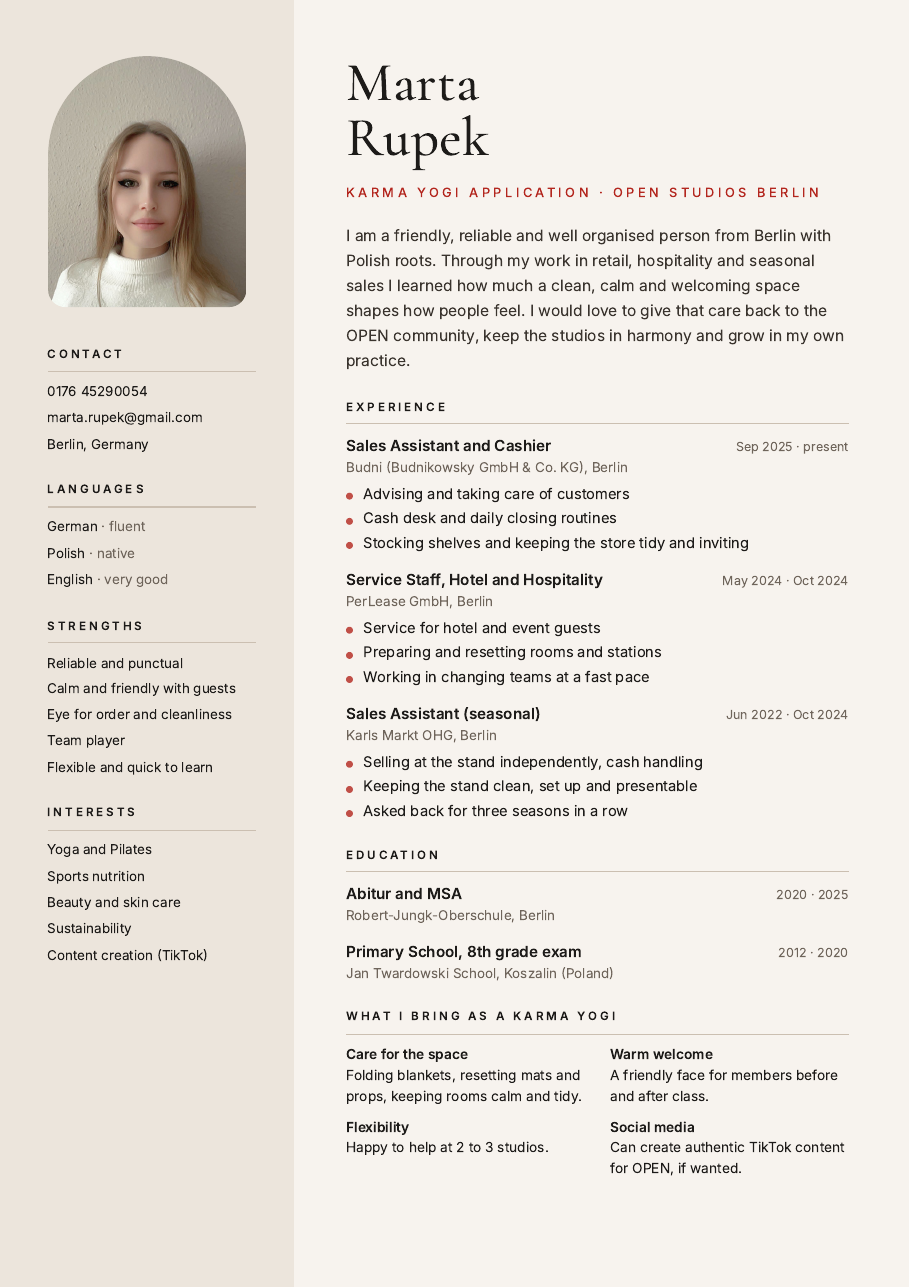 Marta
Rupek
KARMA YOGI APPLICATION · OPEN STUDIOS BERLIN
I am a friendly, reliable and well organised person from Berlin with
Polish roots. Through my work in retail, hospitality and seasonal
sales I learned how much a clean, calm and welcoming space
shapes how people feel. I would love to give that care back to the
OPEN community, keep the studios in harmony and grow in my own
practice.
CONTACT
0176 45290054
marta.rupek@gmail.com
Berlin, Germany
LANGUAGES
German · fluent
Polish · native
English · very good
STRENGTHS
Reliable and punctual
Calm and friendly with guests
Eye for order and cleanliness
Team player
Flexible and quick to learn
INTERESTS
Yoga and Pilates
Sports nutrition
Beauty and skin care
Sustainability
Content creation (TikTok)
EXPERIENCE
Sales Assistant and Cashier Sep 2025 · present
Budni (Budnikowsky GmbH & Co. KG), Berlin
Advising and taking care of customers
Cash desk and daily closing routines
Stocking shelves and keeping the store tidy and inviting
Service Staff, Hotel and Hospitality May 2024 · Oct 2024
PerLease GmbH, Berlin
Service for hotel and event guests
Preparing and resetting rooms and stations
Working in changing teams at a fast pace
Sales Assistant (seasonal) Jun 2022 · Oct 2024
Karls Markt OHG, Berlin
Selling at the stand independently, cash handling
Keeping the stand clean, set up and presentable
Asked back for three seasons in a row
EDUCATION
Abitur and MSA 2020 · 2025
Robert-Jungk-Oberschule, Berlin
Primary School, 8th grade exam 2012 · 2020
Jan Twardowski School, Koszalin (Poland)
WHAT I BRING AS A KARMA YOGI
Care for the space
Folding blankets, resetting mats and
props, keeping rooms calm and tidy.
Warm welcome
A friendly face for members before
and after class.
Flexibility
Happy to help at 2 to 3 studios.
Social media
Can create authentic TikTok content
for OPEN, if wanted.